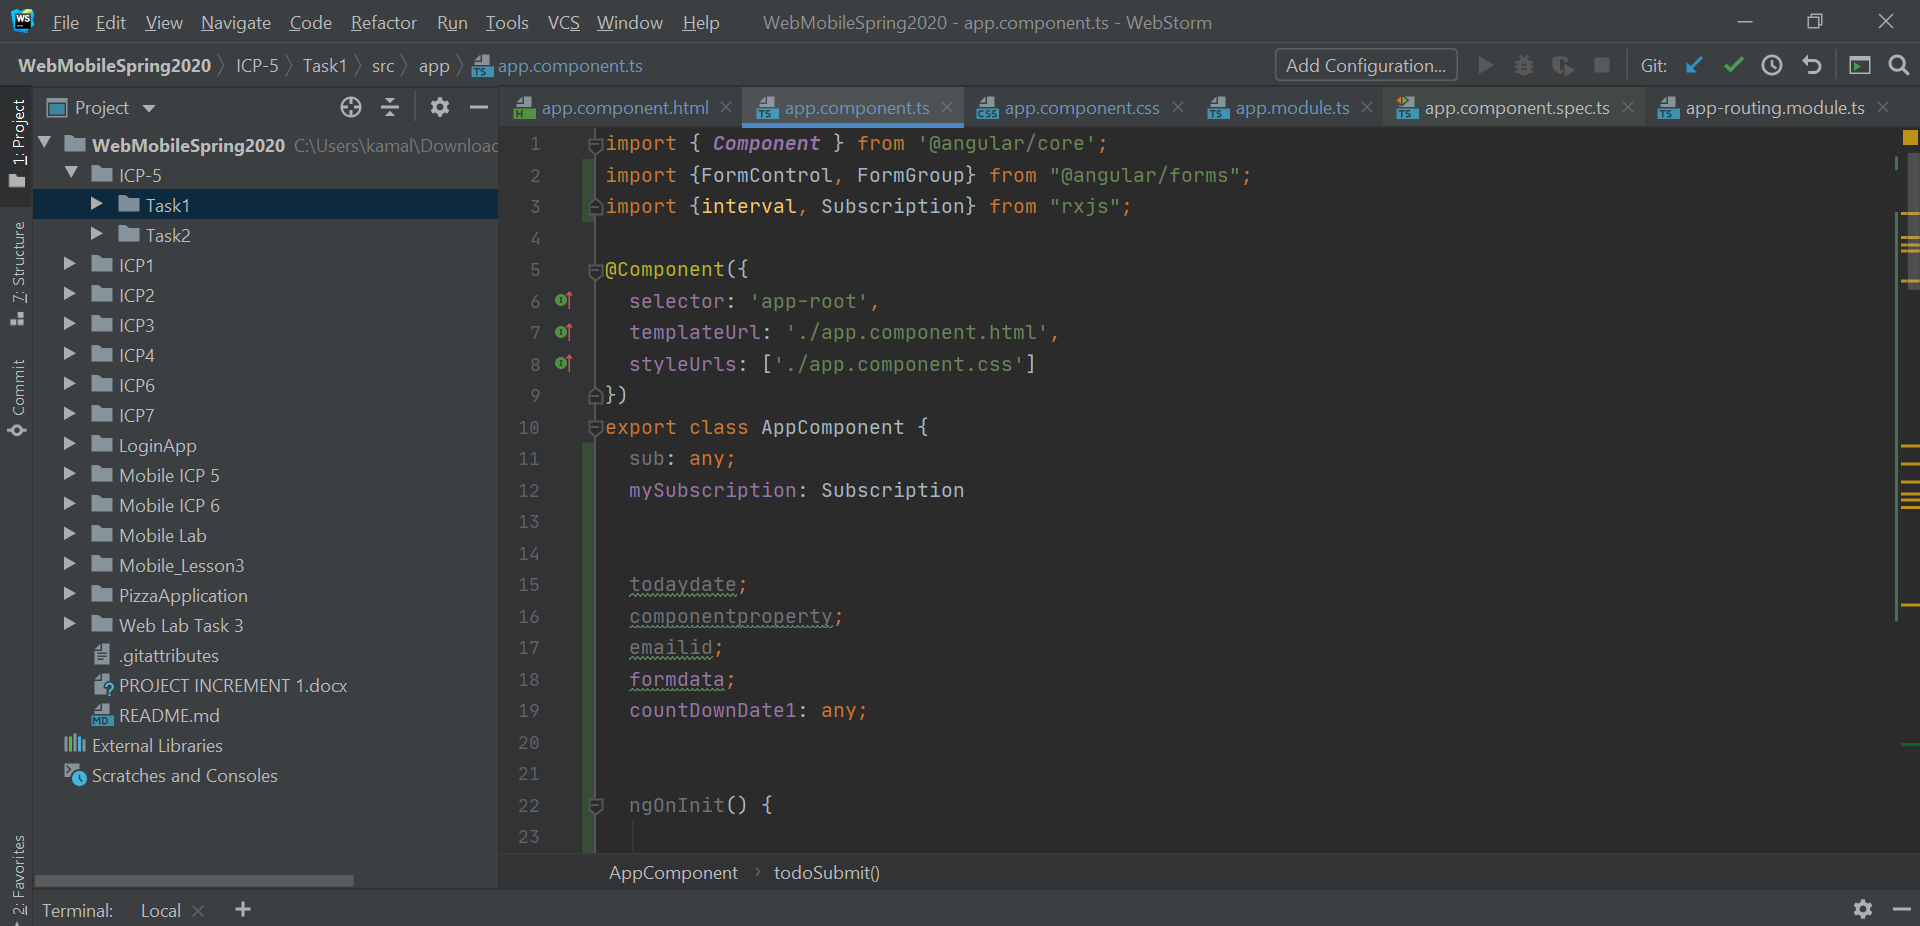 WS File Edit View Navigate Code Refactor Run Tools VCS Window Help WebMobileSpring2020 - app.component.ts - WebStorm
WebMobileSpring2020 ICP-5 Task1 src app app.component.ts Add Configuration... Git:
Project
app.component.html app.component.ts app.component.css app.module.ts app.component.spec.ts app-routing.module.ts
1: Project
7: Structure
Commit
2: Favorites
WebMobileSpring2020 C:\Users\kamal\Downloac
ICP-5
Task1
Task2
ICP1
ICP2
ICP3
ICP4
ICP6
ICP7
LoginApp
Mobile ICP 5
Mobile ICP 6
Mobile Lab
Mobile_Lesson3
PizzaApplication
Web Lab Task 3
.gitattributes
PROJECT INCREMENT 1.docx
README.md
External Libraries
Scratches and Consoles
1 import { Component } from '@angular/core';
2 import {FormControl, FormGroup} from "@angular/forms";
3 import {interval, Subscription} from "rxjs";
4
5 @Component({
6 selector: 'app-root',
7 templateUrl: './app.component.html',
8 styleUrls: ['./app.component.css']
9 })
10 export class AppComponent {
11 sub: any;
12 mySubscription: Subscription
13
14
15 todaydate;
16 componentproperty;
17 emailid;
18 formdata;
19 countDownDate1: any;
20
21
22 ngOnInit() {
23
AppComponent › todoSubmit()
Terminal: Local